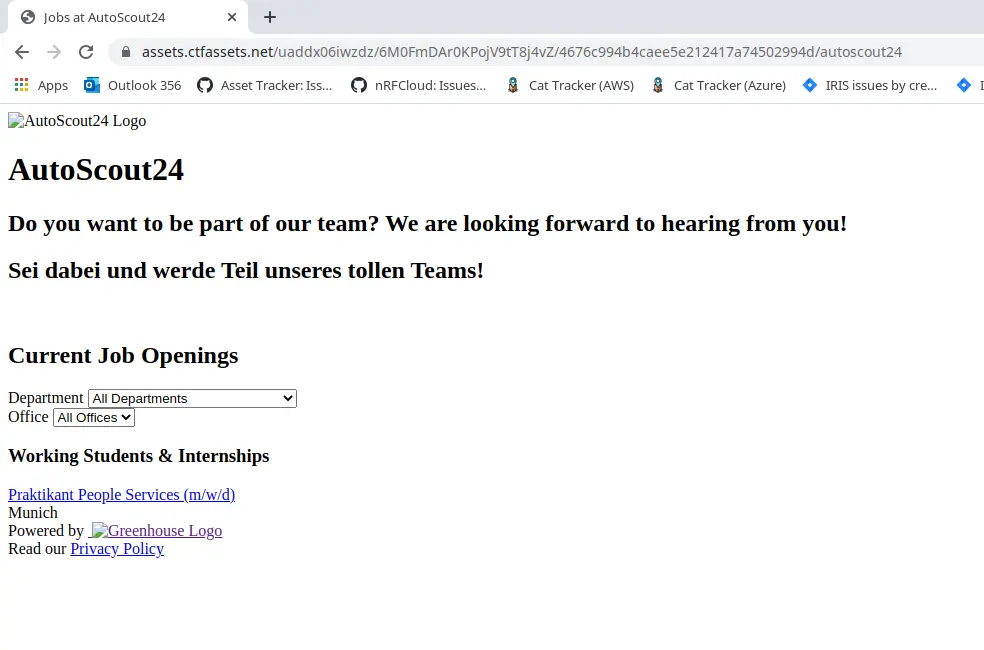 Jobs at AutoScout24
assets.ctfassets.net/uaddx06iwzdz/6M0FmDAr0KPojV9tT8j4vZ/4676c994b4caee5e212417a74502994d/autoscout24
Apps Outlook 356 Asset Tracker: Iss... nRFCloud: Issues... Cat Tracker (AWS) Cat Tracker (Azure) IRIS issues by cre... I
AutoScout24 Logo
AutoScout24
Do you want to be part of our team? We are looking forward to hearing from you!
Sei dabei und werde Teil unseres tollen Teams!
Current Job Openings
Department All Departments
Office All Offices
Working Students & Internships
Praktikant People Services (m/w/d)
Munich
Powered by Greenhouse Logo
Read our Privacy Policy